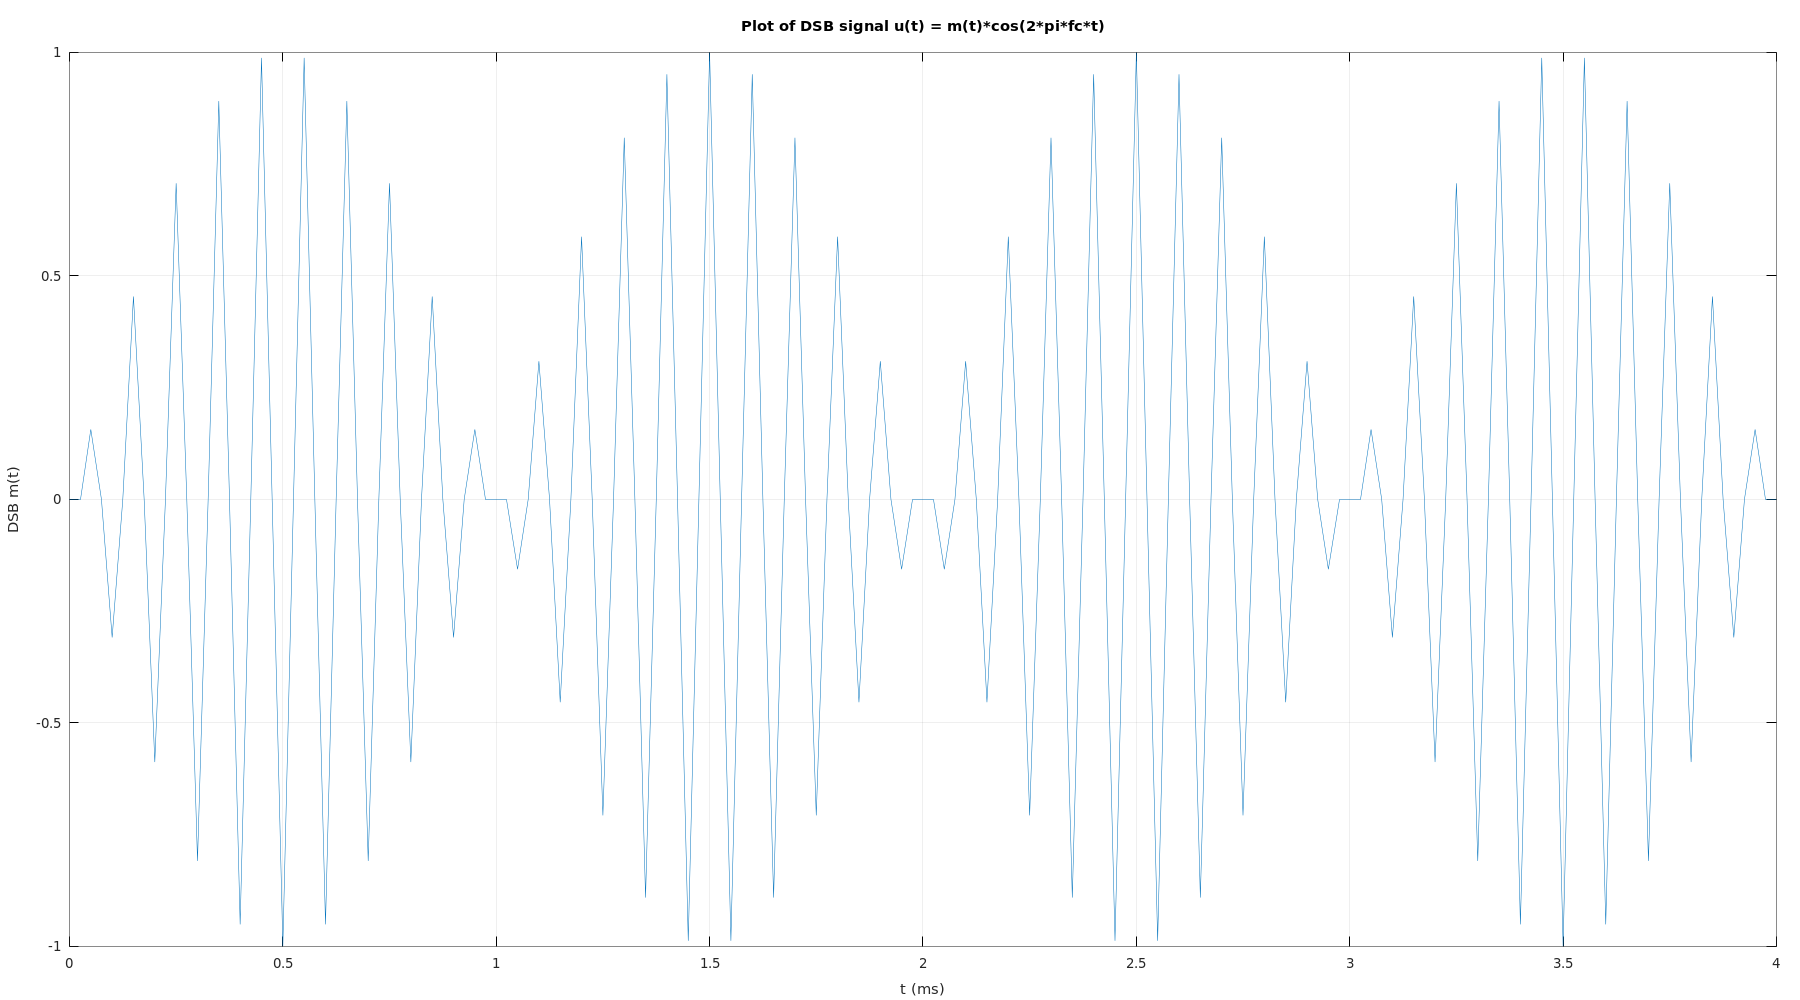 Plot of DSB signal u(t) = m(t)*cos(2*pi*fc*t)
1
0.5
0
-0.5
-1
DSB m(t)
0 0.5 1 1.5 2 2.5 3 3.5 4
t (ms)